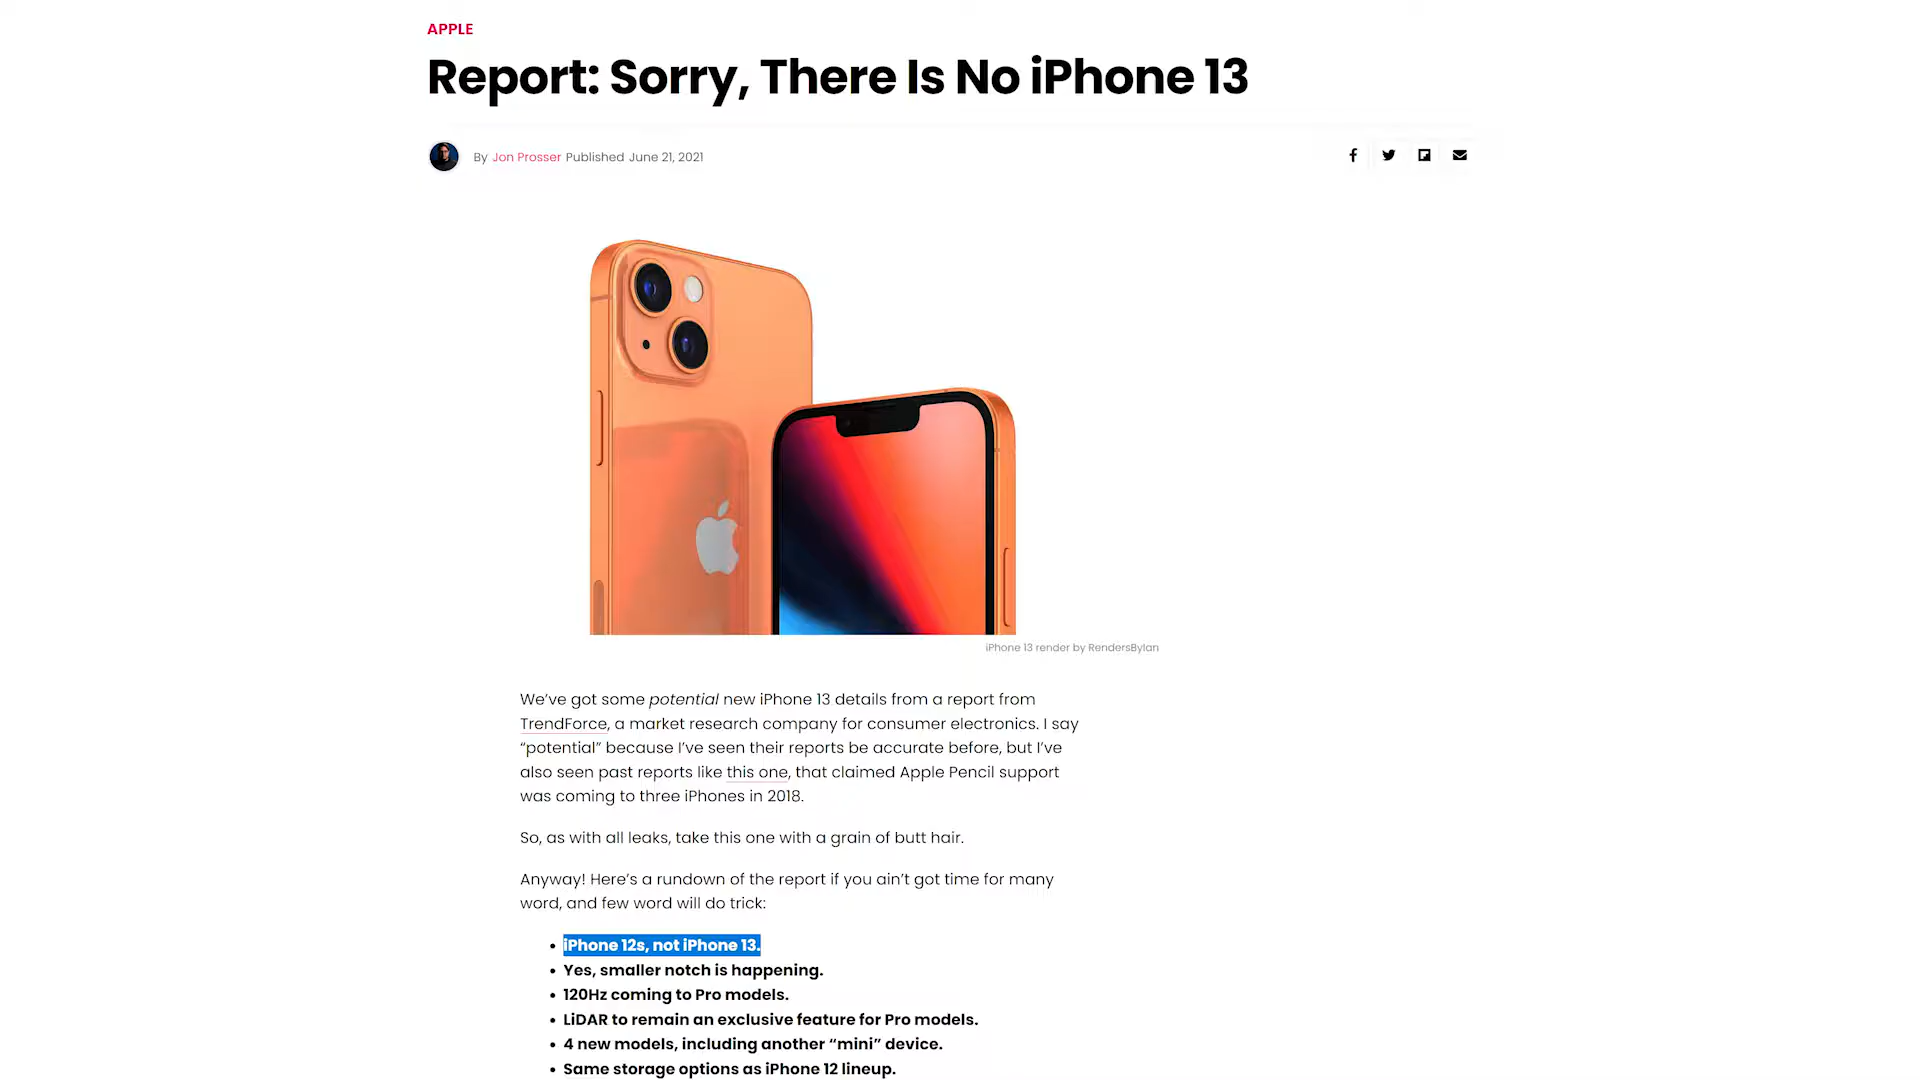 APPLE
Report: Sorry, There Is No iPhone 13
By Jon Prosser Published June 21, 2021
iPhone 13 render by RendersByIan
We’ve got some potential new iPhone 13 details from a report from
TrendForce, a market research company for consumer electronics. I say
“potential” because I’ve seen their reports be accurate before, but I’ve
also seen past reports like this one, that claimed Apple Pencil support
was coming to three iPhones in 2018.
So, as with all leaks, take this one with a grain of butt hair.
Anyway! Here’s a rundown of the report if you ain’t got time for many
word, and few word will do trick:
• iPhone 12s, not iPhone 13.
• Yes, smaller notch is happening.
• 120Hz coming to Pro models.
• LiDAR to remain an exclusive feature for Pro models.
• 4 new models, including another “mini” device.
• Same storage options as iPhone 12 lineup.